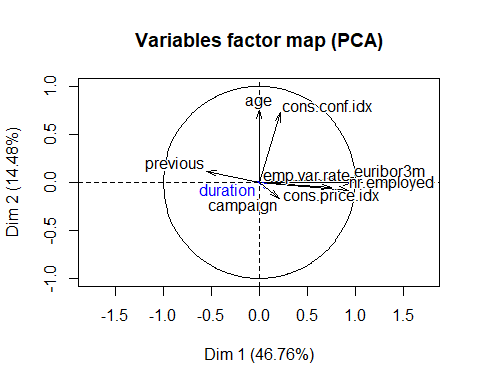 Variables factor map (PCA)
Dim 2 (14.48%)
1.0
0.5
0.0
-0.5
-1.0
age
cons.conf.idx
previous
emp.var.rate
euribor3m
nr.employed
duration
cons.price.idx
campaign
-1.5
-1.0
-0.5
0.0
0.5
1.0
1.5
Dim 1 (46.76%)